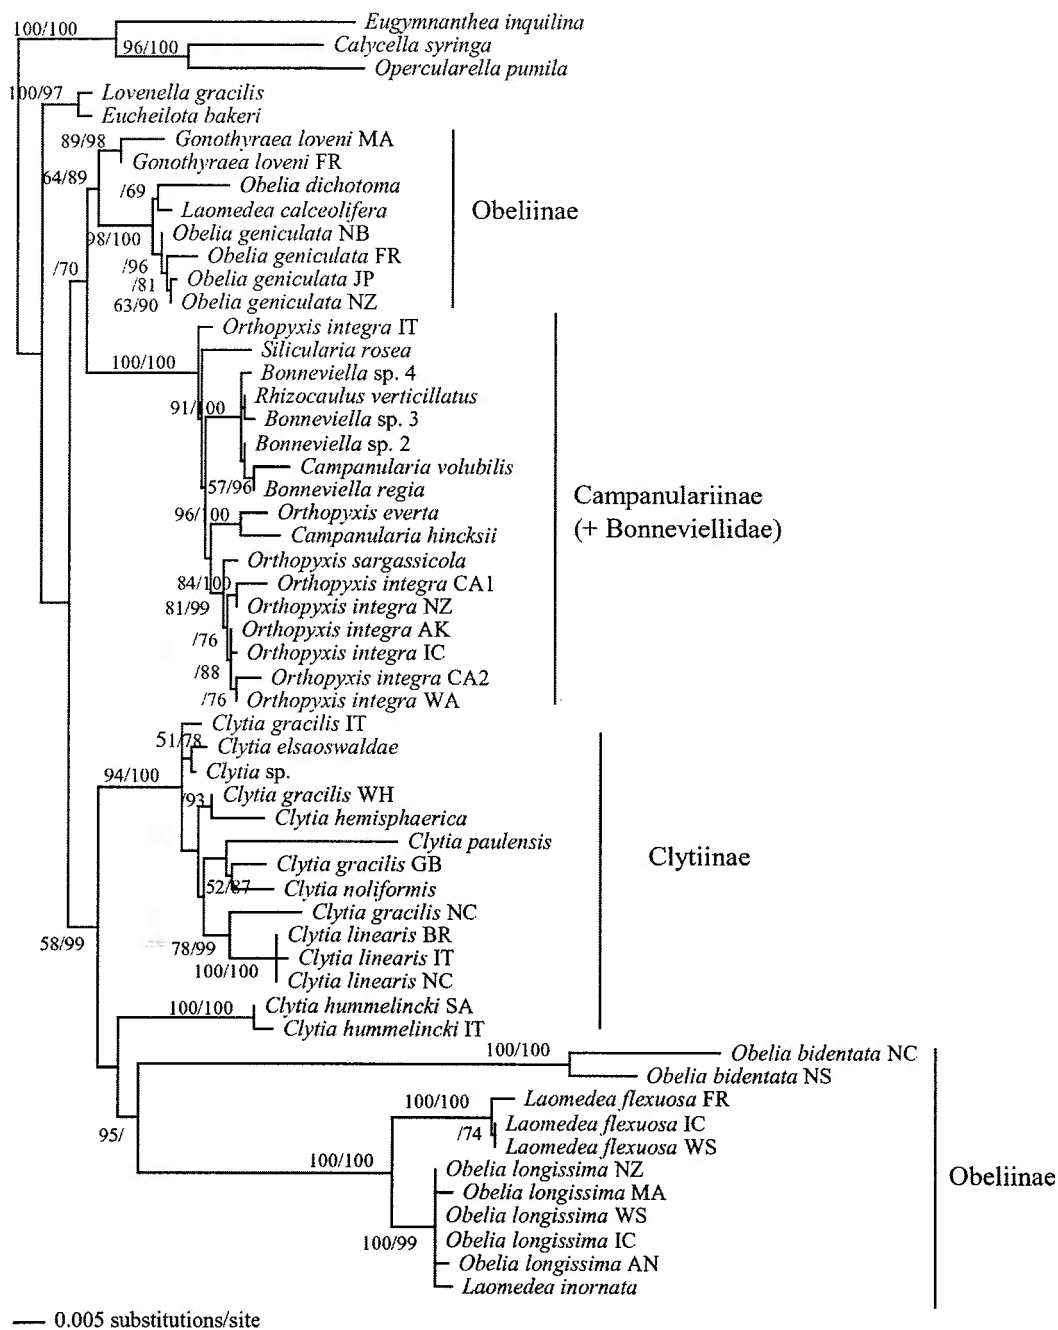 100/100
Eugymnanthea inquilina
96/100
Calycella syringa
Opercularella pumila
100/97
Lovenella gracilis
Eucheilota bakeri
89/98
Gonothyraea loveni MA
Gonothyraea loveni FR
64/89
/69
Obelia dichotoma
Laomedea calceolifera
Obeliinae
98/100
Obelia geniculata NB
/70
/96
Obelia geniculata FR
/81
Obelia geniculata JP
63/90
Obelia geniculata NZ
Orthopyxis integra IT
100/100
Silicularia rosea
Bonneviella sp. 4
Rhizocaulus verticillatus
91/100
Bonneviella sp. 3
Bonneviella sp. 2
Campanularia volubilis
57/96
Bonneviella regia
Campanulariinae
(+ Bonneviellidae)
96/100
Orthopyxis everta
Campanularia hincksii
Orthopyxis sargassicola
84/100
Orthopyxis integra CA1
81/99
Orthopyxis integra NZ
/76
Orthopyxis integra AK
Orthopyxis integra IC
/88
Orthopyxis integra CA2
/76
Orthopyxis integra WA
Clytia gracilis IT
51/78
Clytia elsaoswaldae
94/100
Clytia sp.
/93
Clytia gracilis WH
Clytia hemisphaerica
Clytia paulensis
Clytiinae
Clytia gracilis GB
52/87
Clytia noliformis
Clytia gracilis NC
58/99
78/99
Clytia linearis BR
100/100
Clytia linearis IT
Clytia linearis NC
100/100
Clytia hummelincki SA
Clytia hummelincki IT
100/100
Obelia bidentata NC
Obelia bidentata NS
100/100
Laomedea flexuosa FR
95/
/74
Laomedea flexuosa IC
Laomedea flexuosa WS
100/100
Obelia longissima NZ
Obelia longissima MA
Obeliinae
Obelia longissima WS
100/99
Obelia longissima IC
Obelia longissima AN
Laomedea inornata
0.005 substitutions/site